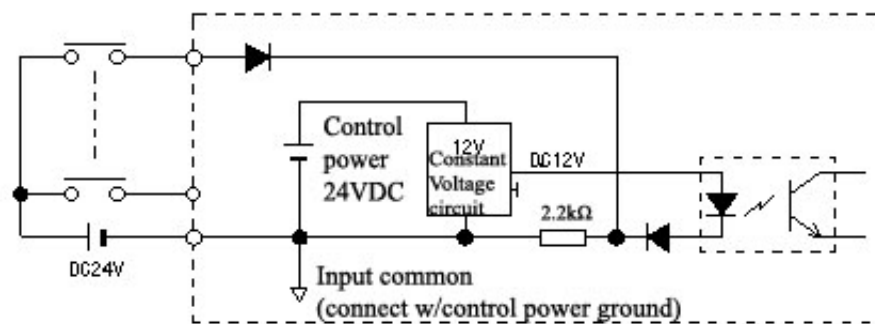 Control
power
24VDC
12V
Constant
Voltage
circuit
DC12V
2.2kΩ
DC24V
Input common
(connect w/control power ground)